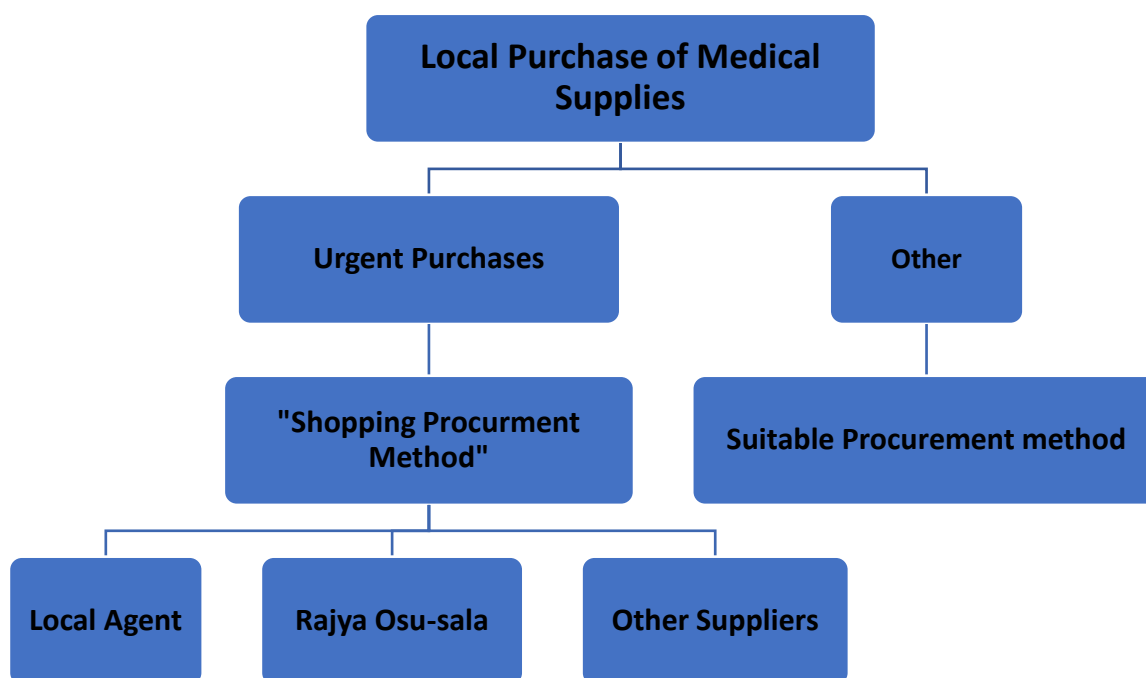 Local Purchase of Medical
Supplies
Urgent Purchases
Other
"Shopping Procurment
Method"
Suitable Procurement method
Local Agent
Rajya Osu-sala
Other Suppliers